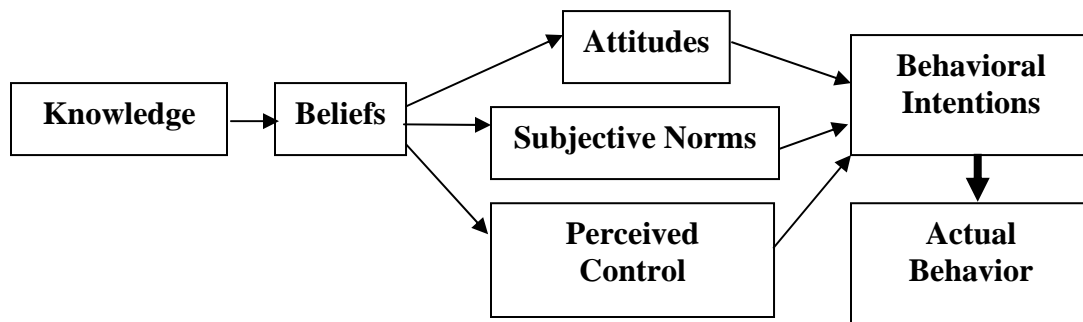 Knowledge
Beliefs
Attitudes
Subjective Norms
Perceived
Control
Behavioral
Intentions
Actual
Behavior